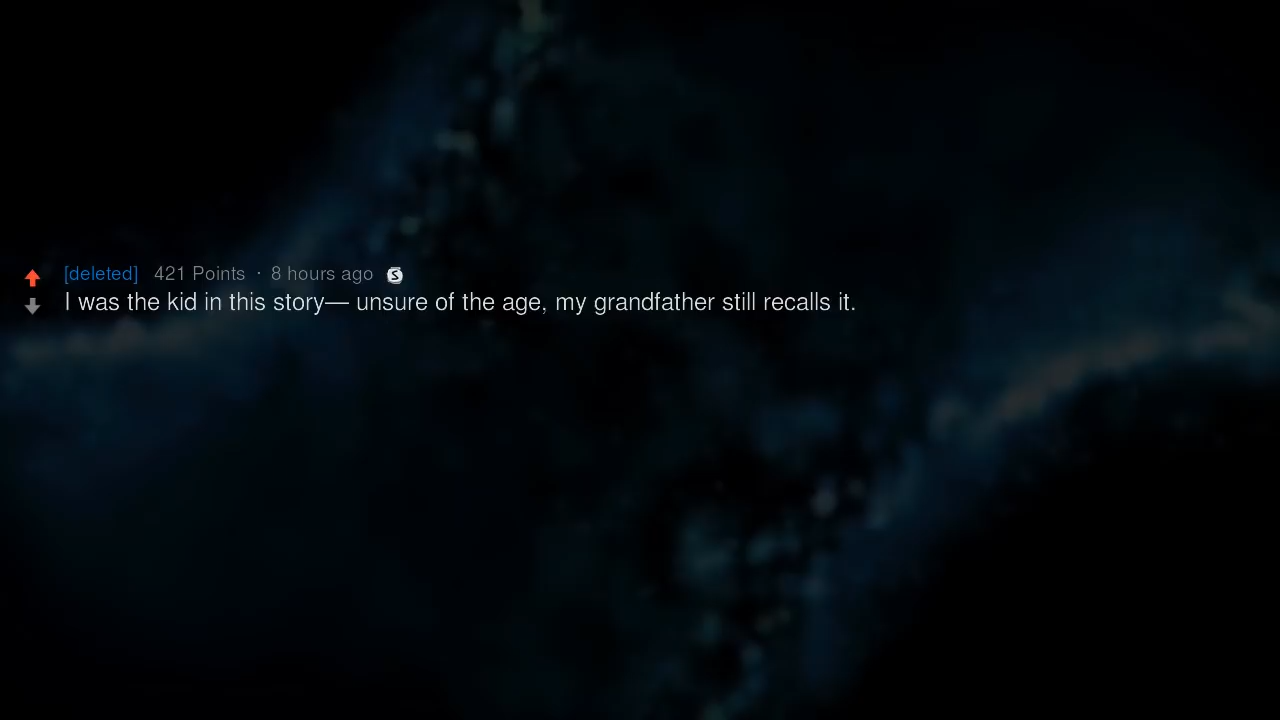 [deleted] 421 Points · 8 hours ago S
I was the kid in this story— unsure of the age, my grandfather still recalls it.